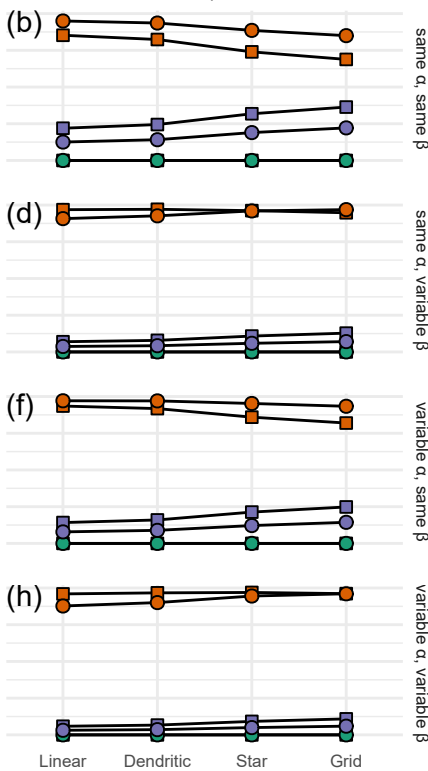 (b)
same α, same β
(d)
same α, variable β
(f)
variable α, same β
(h)
variable α, variable β
Linear Dendritic Star Grid